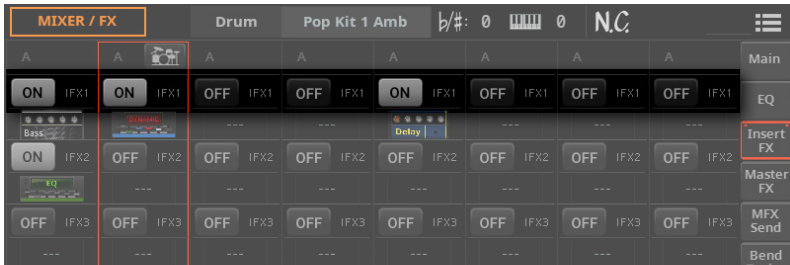 MIXER / FX Drum Pop Kit 1 Amb ♭/#: 0 0 N.C.
A A A A A A A A Main
ON IFX1 ON IFX1 OFF IFX1 OFF IFX1 ON IFX1 OFF IFX1 OFF IFX1 OFF IFX1 EQ
Bass --- --- Delay --- --- ---
Insert
FX
ON IFX2 OFF IFX2 OFF IFX2 OFF IFX2 OFF IFX2 OFF IFX2 OFF IFX2 OFF IFX2
EQ --- --- --- --- --- --- ---
Master
FX
OFF IFX3 OFF IFX3 OFF IFX3 OFF IFX3 OFF IFX3 OFF IFX3 OFF IFX3 OFF IFX3
MFX
Send
--- --- --- --- --- --- --- --- Bend